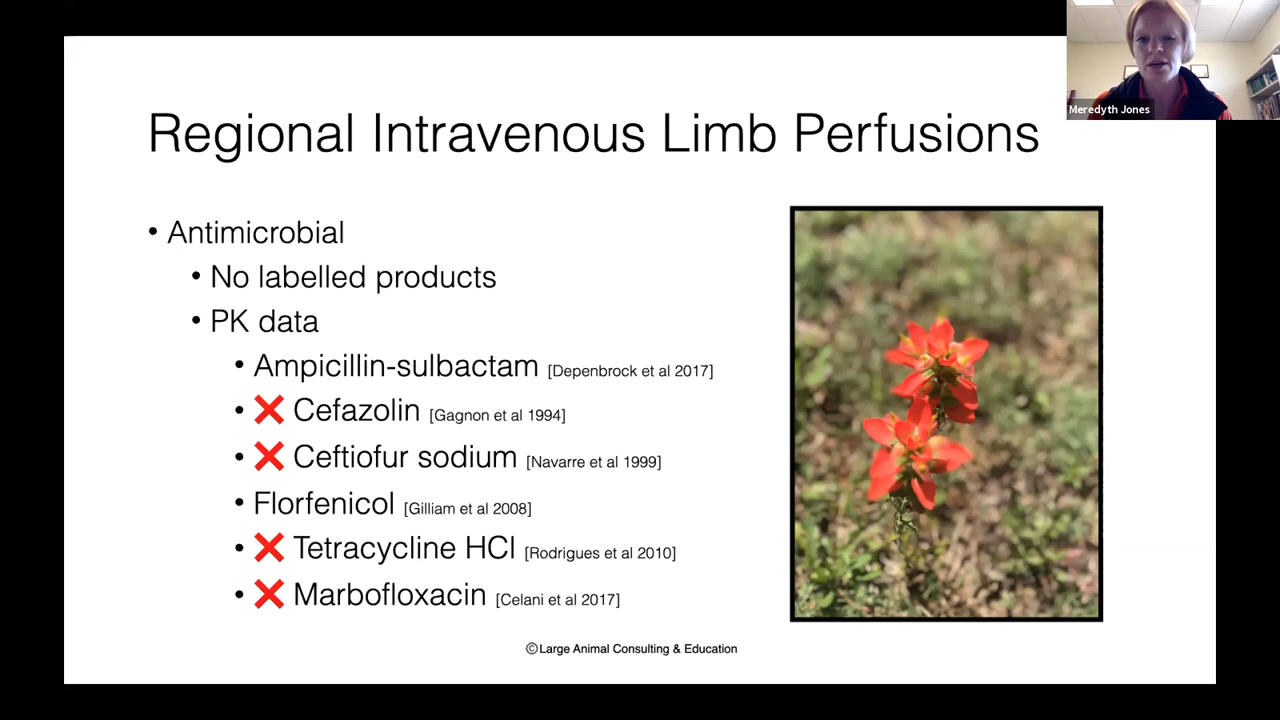 Meredyth Jones
Regional Intravenous Limb Perfusions
• Antimicrobial
• No labelled products
• PK data
• Ampicillin-sulbactam [Depenbrock et al 2017]
• ❌ Cefazolin [Gagnon et al 1994]
• ❌ Ceftiofur sodium [Navarre et al 1999]
• Florfenicol [Gilliam et al 2008]
• ❌ Tetracycline HCl [Rodrigues et al 2010]
• ❌ Marbofloxacin [Celani et al 2017]
©Large Animal Consulting & Education